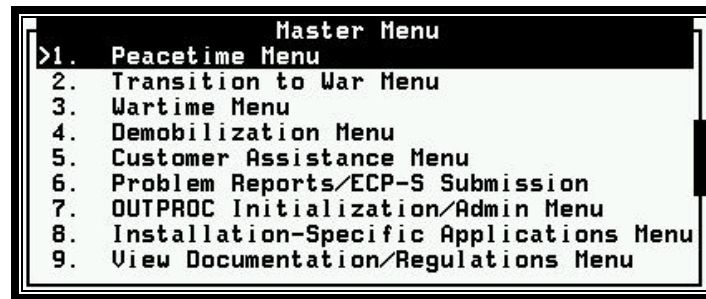 Master Menu
>1. Peacetime Menu
2. Transition to War Menu
3. Wartime Menu
4. Demobilization Menu
5. Customer Assistance Menu
6. Problem Reports/ECP-S Submission
7. OUTPROC Initialization/Admin Menu
8. Installation-Specific Applications Menu
9. View Documentation/Regulations Menu